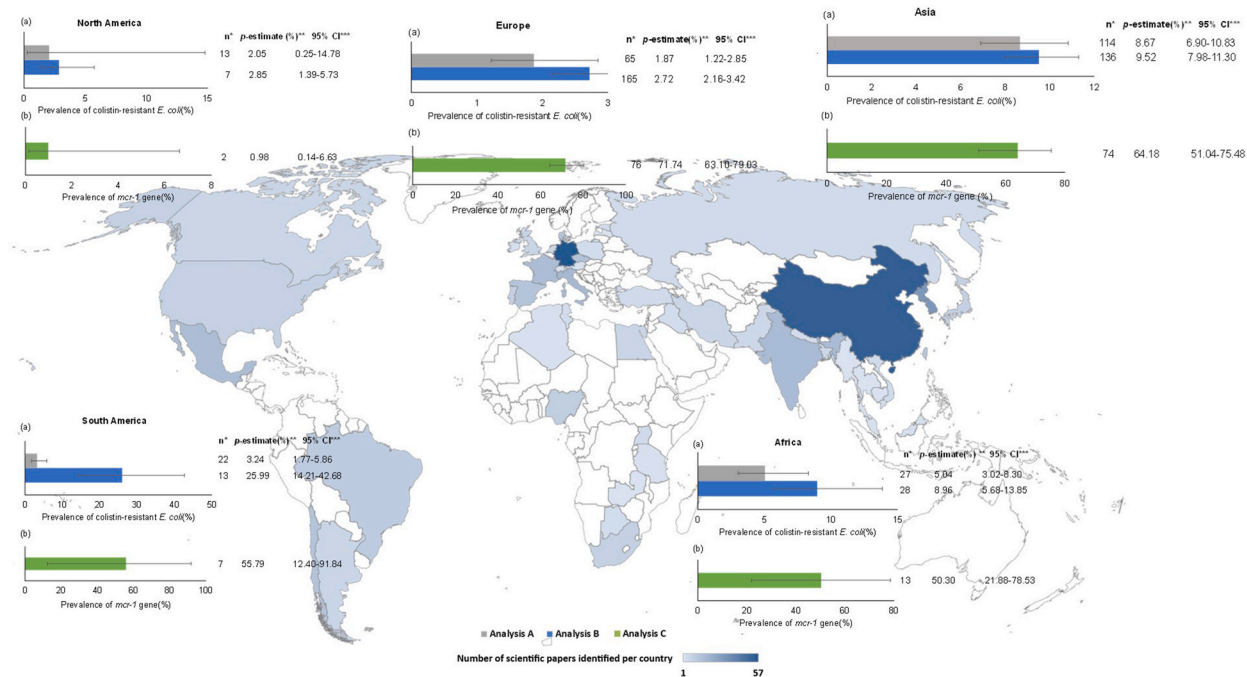 North America
(a)
n* p-estimate (%)** 95% CI***
13 2.05 0.25-14.78
7 2.85 1.39-5.73
0 5 10 15
Prevalence of colistin-resistant E. coli(%)
(b)
2 0.98 0.14-6.63
0 2 4 6 8
Prevalence of mcr-1 gene(%)
Europe
(a)
n* p-estimate(%)** 95% CI***
65 1.87 1.22-2.85
165 2.72 2.16-3.42
0 1 2 3
Prevalence of colistin-resistant E. coli(%)
(b)
76 71.74 63.10-79.03
0 20 40 60 80 100
Prevalence of mcr-1 gene (%)
Asia
(a)
n* p-estimate(%)** 95% CI***
114 8.67 6.90-10.83
136 9.52 7.98-11.30
0 2 4 6 8 10 12
Prevalence of colistin-resistant E. coli(%)
(b)
74 64.18 51.04-75.48
0 20 40 60 80
Prevalence of mcr-1 gene (%)
South America
(a)
n* p-estimate(%)** 95% CI***
22 3.24 1.77-5.86
13 25.99 14.21-42.68
0 10 20 30 40 50
Prevalence of colistin-resistant E. coli(%)
(b)
7 55.79 12.40-91.84
0 20 40 60 80 100
Prevalence of mcr-1 gene(%)
Africa
(a)
n* p-estimate(%) ** 95% CI***
27 5.04 3.02-8.30
28 8.96 5.68-13.85
0 5 10 15
Prevalence of colistin-resistant E. coli(%)
(b)
13 50.30 21.88-78.53
0 20 40 60 80
Prevalence of mcr-1 gene(%)
Analysis A Analysis B Analysis C
Number of scientific papers identified per country
1 57